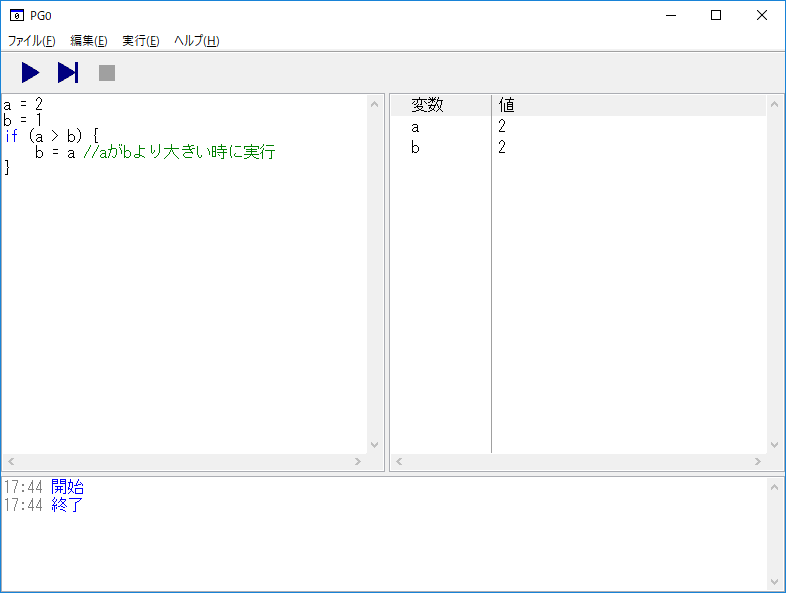 PG0
ファイル(F) 編集(E) 実行(E) ヘルプ(H)
a = 2
b = 1
if (a > b) {
    b = a //aがbより大きい時に実行
}
変数 値
a 2
b 2
17:44 開始
17:44 終了